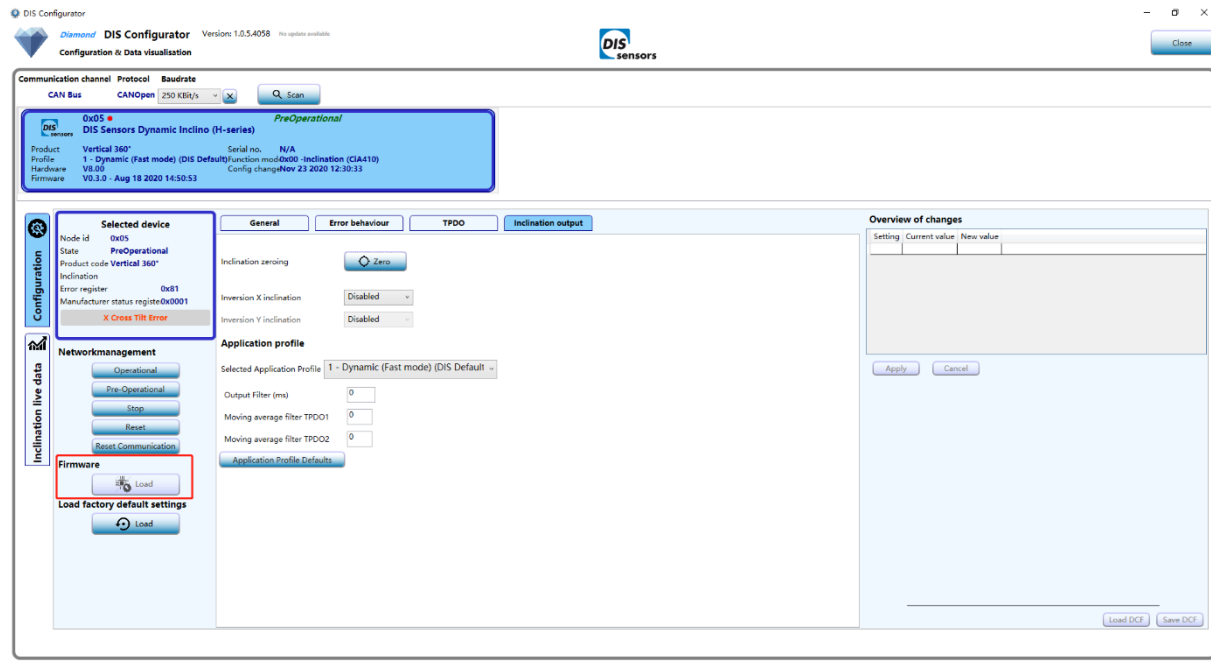 DIS Configurator
Diamond DIS Configurator Version: 1.0.5.4058 No update available
Configuration & Data visualisation
DIS sensors
Close
Communication channel Protocol Baudrate
CAN Bus CANOpen 250 KBit/s x Scan
0x05 PreOperational
DIS sensors DIS Sensors Dynamic Inclino (H-series)
Product Vertical 360° Serial no. N/A
Profile 1 - Dynamic (Fast mode) (DIS Default) Function mod 0x00 -Inclination (CiA410)
Hardware V8.00 Config change Nov 23 2020 12:30:33
Firmware V0.3.0 - Aug 18 2020 14:50:53
Configuration
Inclination live data
Selected device
Node id 0x05
State PreOperational
Product code Vertical 360°
Inclination
Error register 0x81
Manufacturer status registe 0x0001
X Cross Tilt Error
Networkmanagement
Operational
Pre-Operational
Stop
Reset
Reset Communication
Firmware
Load
Load factory default settings
Load
General Error behaviour TPDO Inclination output
Inclination zeroing Zero
Inversion X inclination Disabled
Inversion Y inclination Disabled
Application profile
Selected Application Profile 1 - Dynamic (Fast mode) (DIS Default
Output Filter (ms) 0
Moving average filter TPDO1 0
Moving average filter TPDO2 0
Application Profile Defaults
Overview of changes
Setting Current value New value
Apply Cancel
Load DCF Save DCF